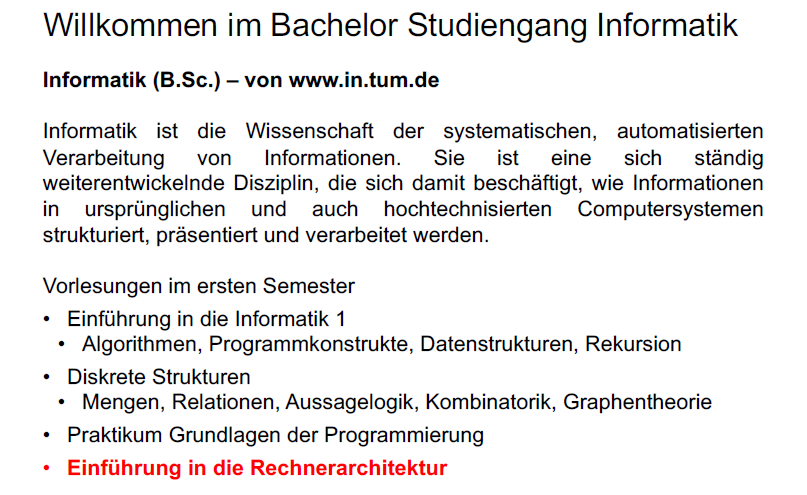 Willkommen im Bachelor Studiengang Informatik
Informatik (B.Sc.) – von www.in.tum.de
Informatik ist die Wissenschaft der systematischen, automatisierten
Verarbeitung von Informationen. Sie ist eine sich ständig
weiterentwickelnde Disziplin, die sich damit beschäftigt, wie Informationen
in ursprünglichen und auch hochtechnisierten Computersystemen
strukturiert, präsentiert und verarbeitet werden.
Vorlesungen im ersten Semester
• Einführung in die Informatik 1
• Algorithmen, Programmkonstrukte, Datenstrukturen, Rekursion
• Diskrete Strukturen
• Mengen, Relationen, Aussagelogik, Kombinatorik, Graphentheorie
• Praktikum Grundlagen der Programmierung
• Einführung in die Rechnerarchitektur